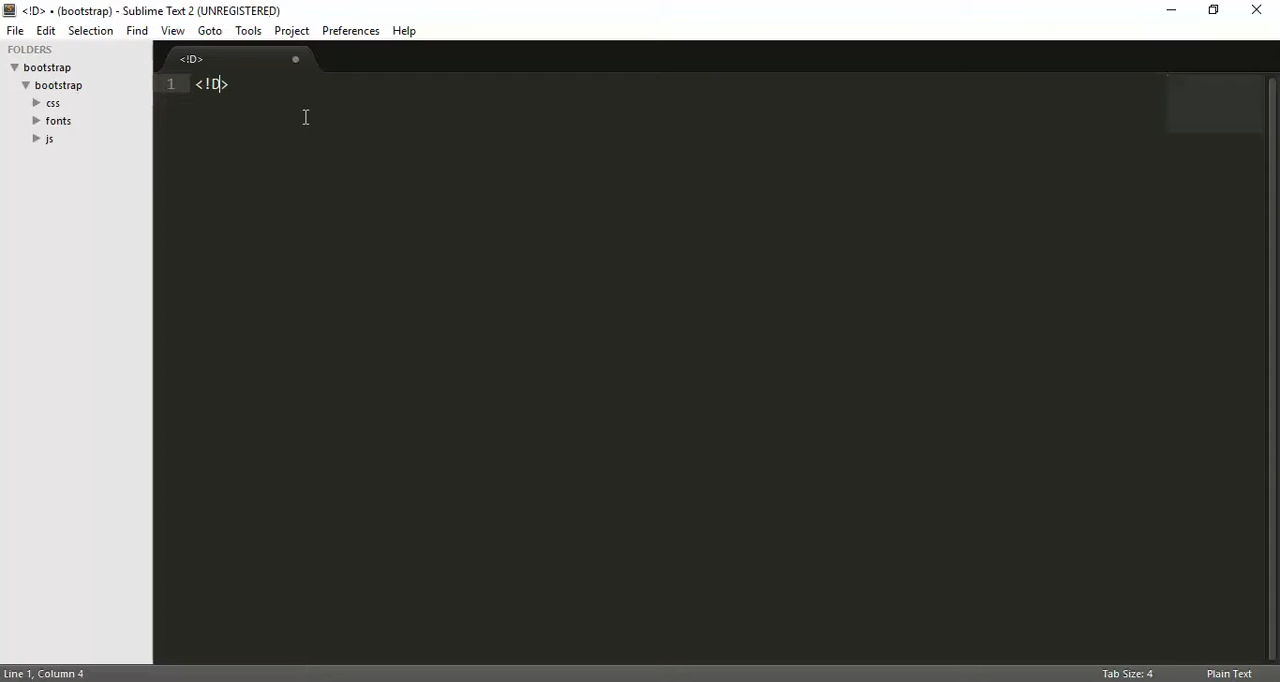 <!D> • (bootstrap) - Sublime Text 2 (UNREGISTERED)
File Edit Selection Find View Goto Tools Project Preferences Help
FOLDERS
bootstrap
bootstrap
css
fonts
js
<!D>
1 <!D>
Line 1, Column 4
Tab Size: 4
Plain Text